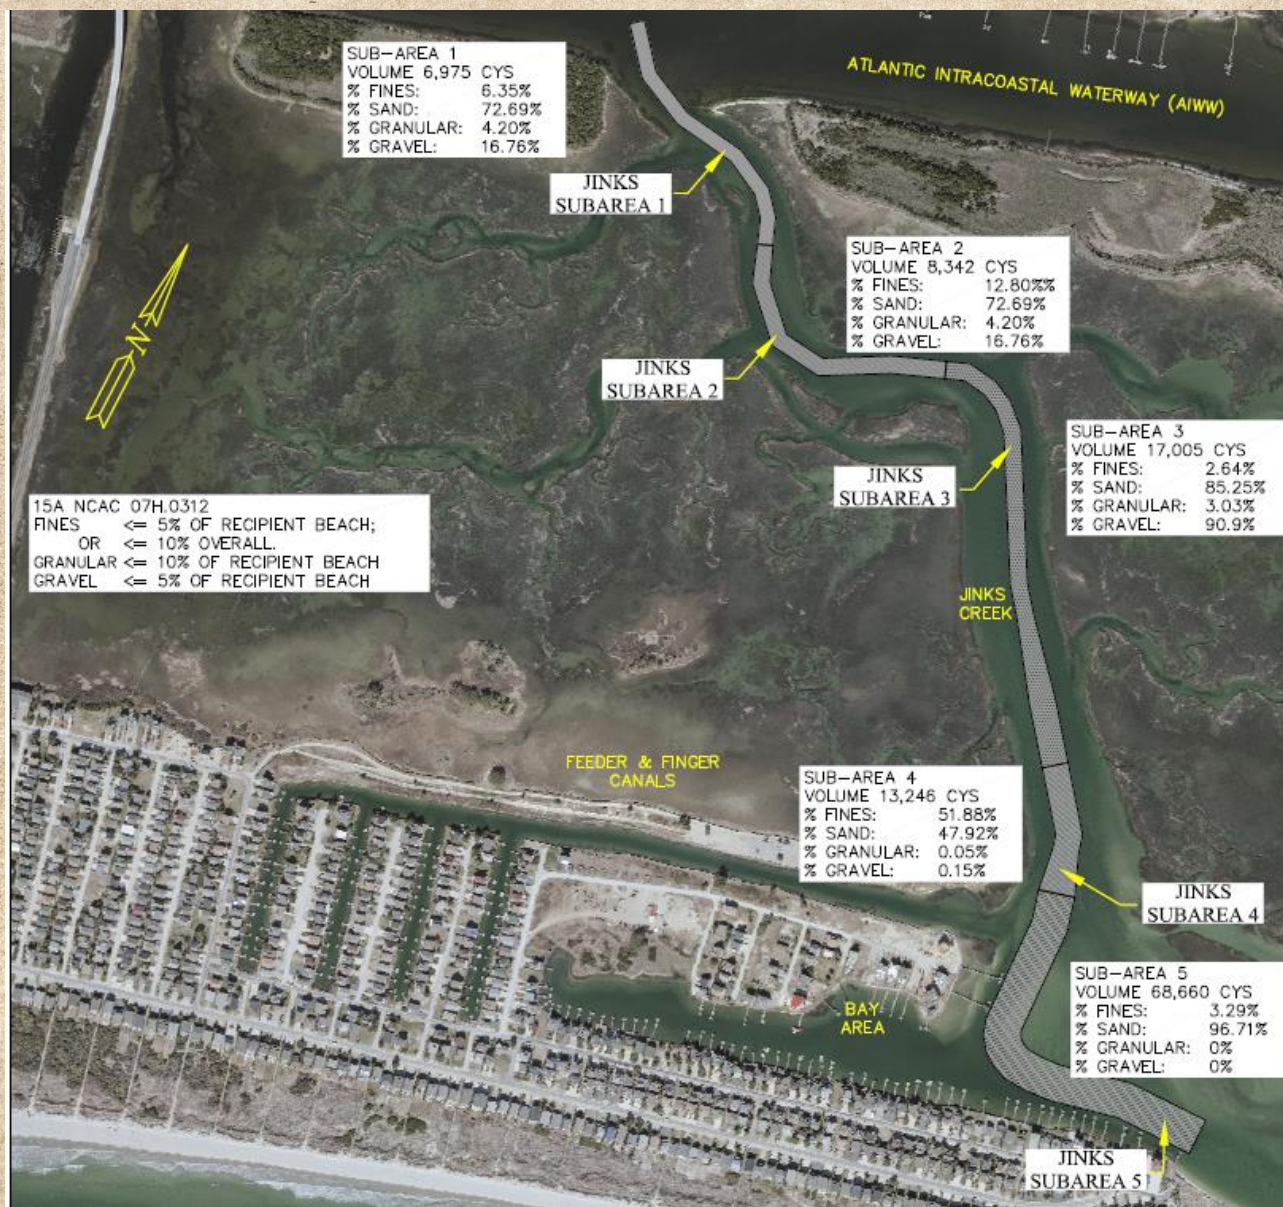 SUB-AREA 1
VOLUME 6,975 CYS
% FINES: 6.35%
% SAND: 72.69%
% GRANULAR: 4.20%
% GRAVEL: 16.76%
ATLANTIC INTRACOASTAL WATERWAY (AIWW)
JINKS
SUBAREA 1
N
SUB-AREA 2
VOLUME 8,342 CYS
% FINES: 12.80%%
% SAND: 72.69%
% GRANULAR: 4.20%
% GRAVEL: 16.76%
JINKS
SUBAREA 2
SUB-AREA 3
VOLUME 17,005 CYS
% FINES: 2.64%
% SAND: 85.25%
% GRANULAR: 3.03%
% GRAVEL: 90.9%
JINKS
SUBAREA 3
15A NCAC 07H.0312
FINES <= 5% OF RECIPIENT BEACH;
OR <= 10% OVERALL.
GRANULAR <= 10% OF RECIPIENT BEACH
GRAVEL <= 5% OF RECIPIENT BEACH
JINKS
CREEK
FEEDER & FINGER
CANALS
SUB-AREA 4
VOLUME 13,246 CYS
% FINES: 51.88%
% SAND: 47.92%
% GRANULAR: 0.05%
% GRAVEL: 0.15%
JINKS
SUBAREA 4
SUB-AREA 5
VOLUME 68,660 CYS
% FINES: 3.29%
% SAND: 96.71%
% GRANULAR: 0%
% GRAVEL: 0%
BAY
AREA
JINKS
SUBAREA 5